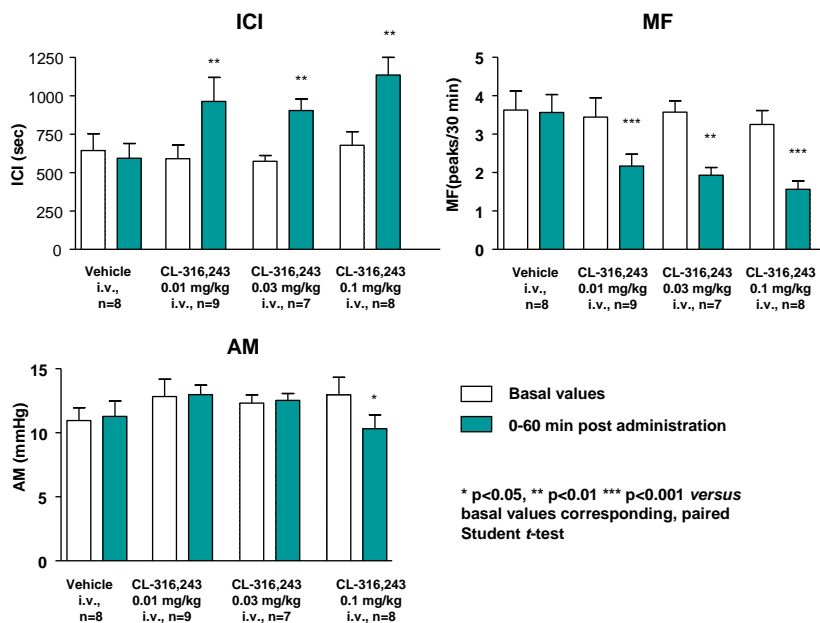 ICI
ICI (sec)
1250
1000
750
500
250
0
**
**
**
Vehicle
i.v.,
n=8
CL-316,243
0.01 mg/kg
i.v., n=9
CL-316,243
0.03 mg/kg
i.v., n=7
CL-316,243
0.1 mg/kg
i.v., n=8
MF
MF(peaks/30 min)
5
4
3
2
1
0
***
**
***
Vehicle
i.v.,
n=8
CL-316,243
0.01 mg/kg
i.v., n=9
CL-316,243
0.03 mg/kg
i.v., n=7
CL-316,243
0.1 mg/kg
i.v., n=8
AM
AM (mmHg)
15
10
5
0
*
Vehicle
i.v.,
n=8
CL-316,243
0.01 mg/kg
i.v., n=9
CL-316,243
0.03 mg/kg
i.v., n=7
CL-316,243
0.1 mg/kg
i.v., n=8
Basal values
0-60 min post administration
* p<0.05, ** p<0.01 *** p<0.001 versus
basal values corresponding, paired
Student t-test